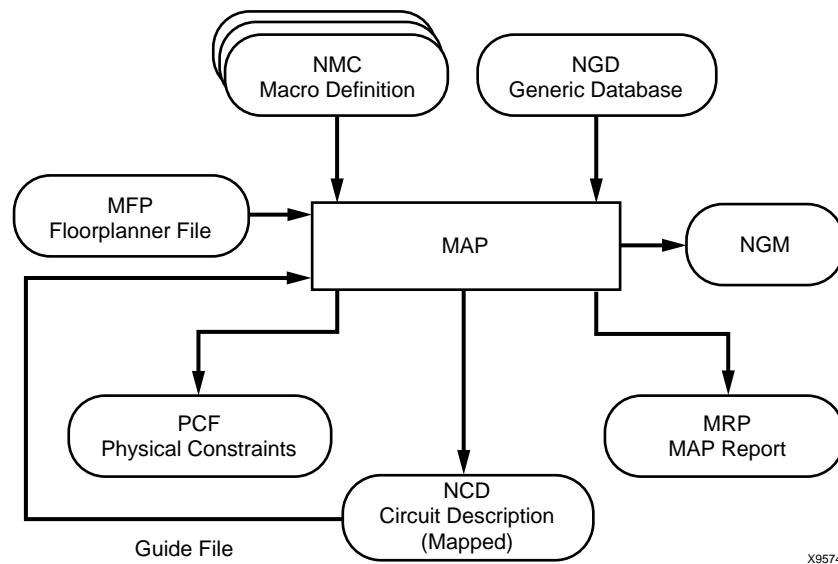 NMC
Macro Definition
NGD
Generic Database
MFP
Floorplanner File
MAP
NGM
PCF
Physical Constraints
MRP
MAP Report
NCD
Circuit Description
(Mapped)
Guide File
X9574